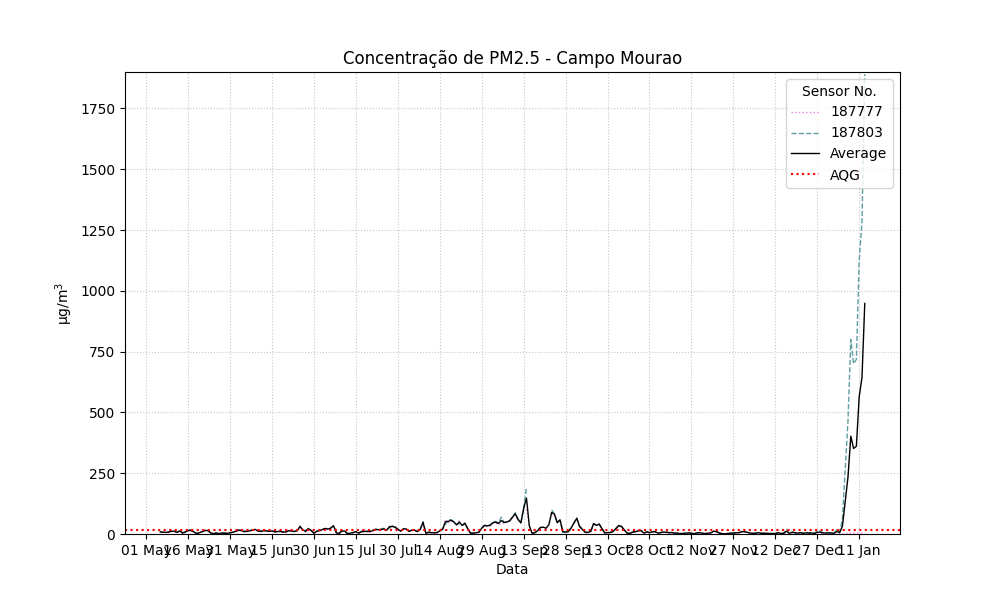 Concentração de PM2.5 - Campo Mourao
Sensor No.
187777
187803
Average
AQG
1750
1500
1250
1000
750
500
250
0
µg/m³
01 May 16 May 31 May 15 Jun 30 Jun 15 Jul 30 Jul 14 Aug 29 Aug 13 Sep 28 Sep 13 Oct 28 Oct 12 Nov 27 Nov 12 Dec 27 Dec 11 Jan
Data